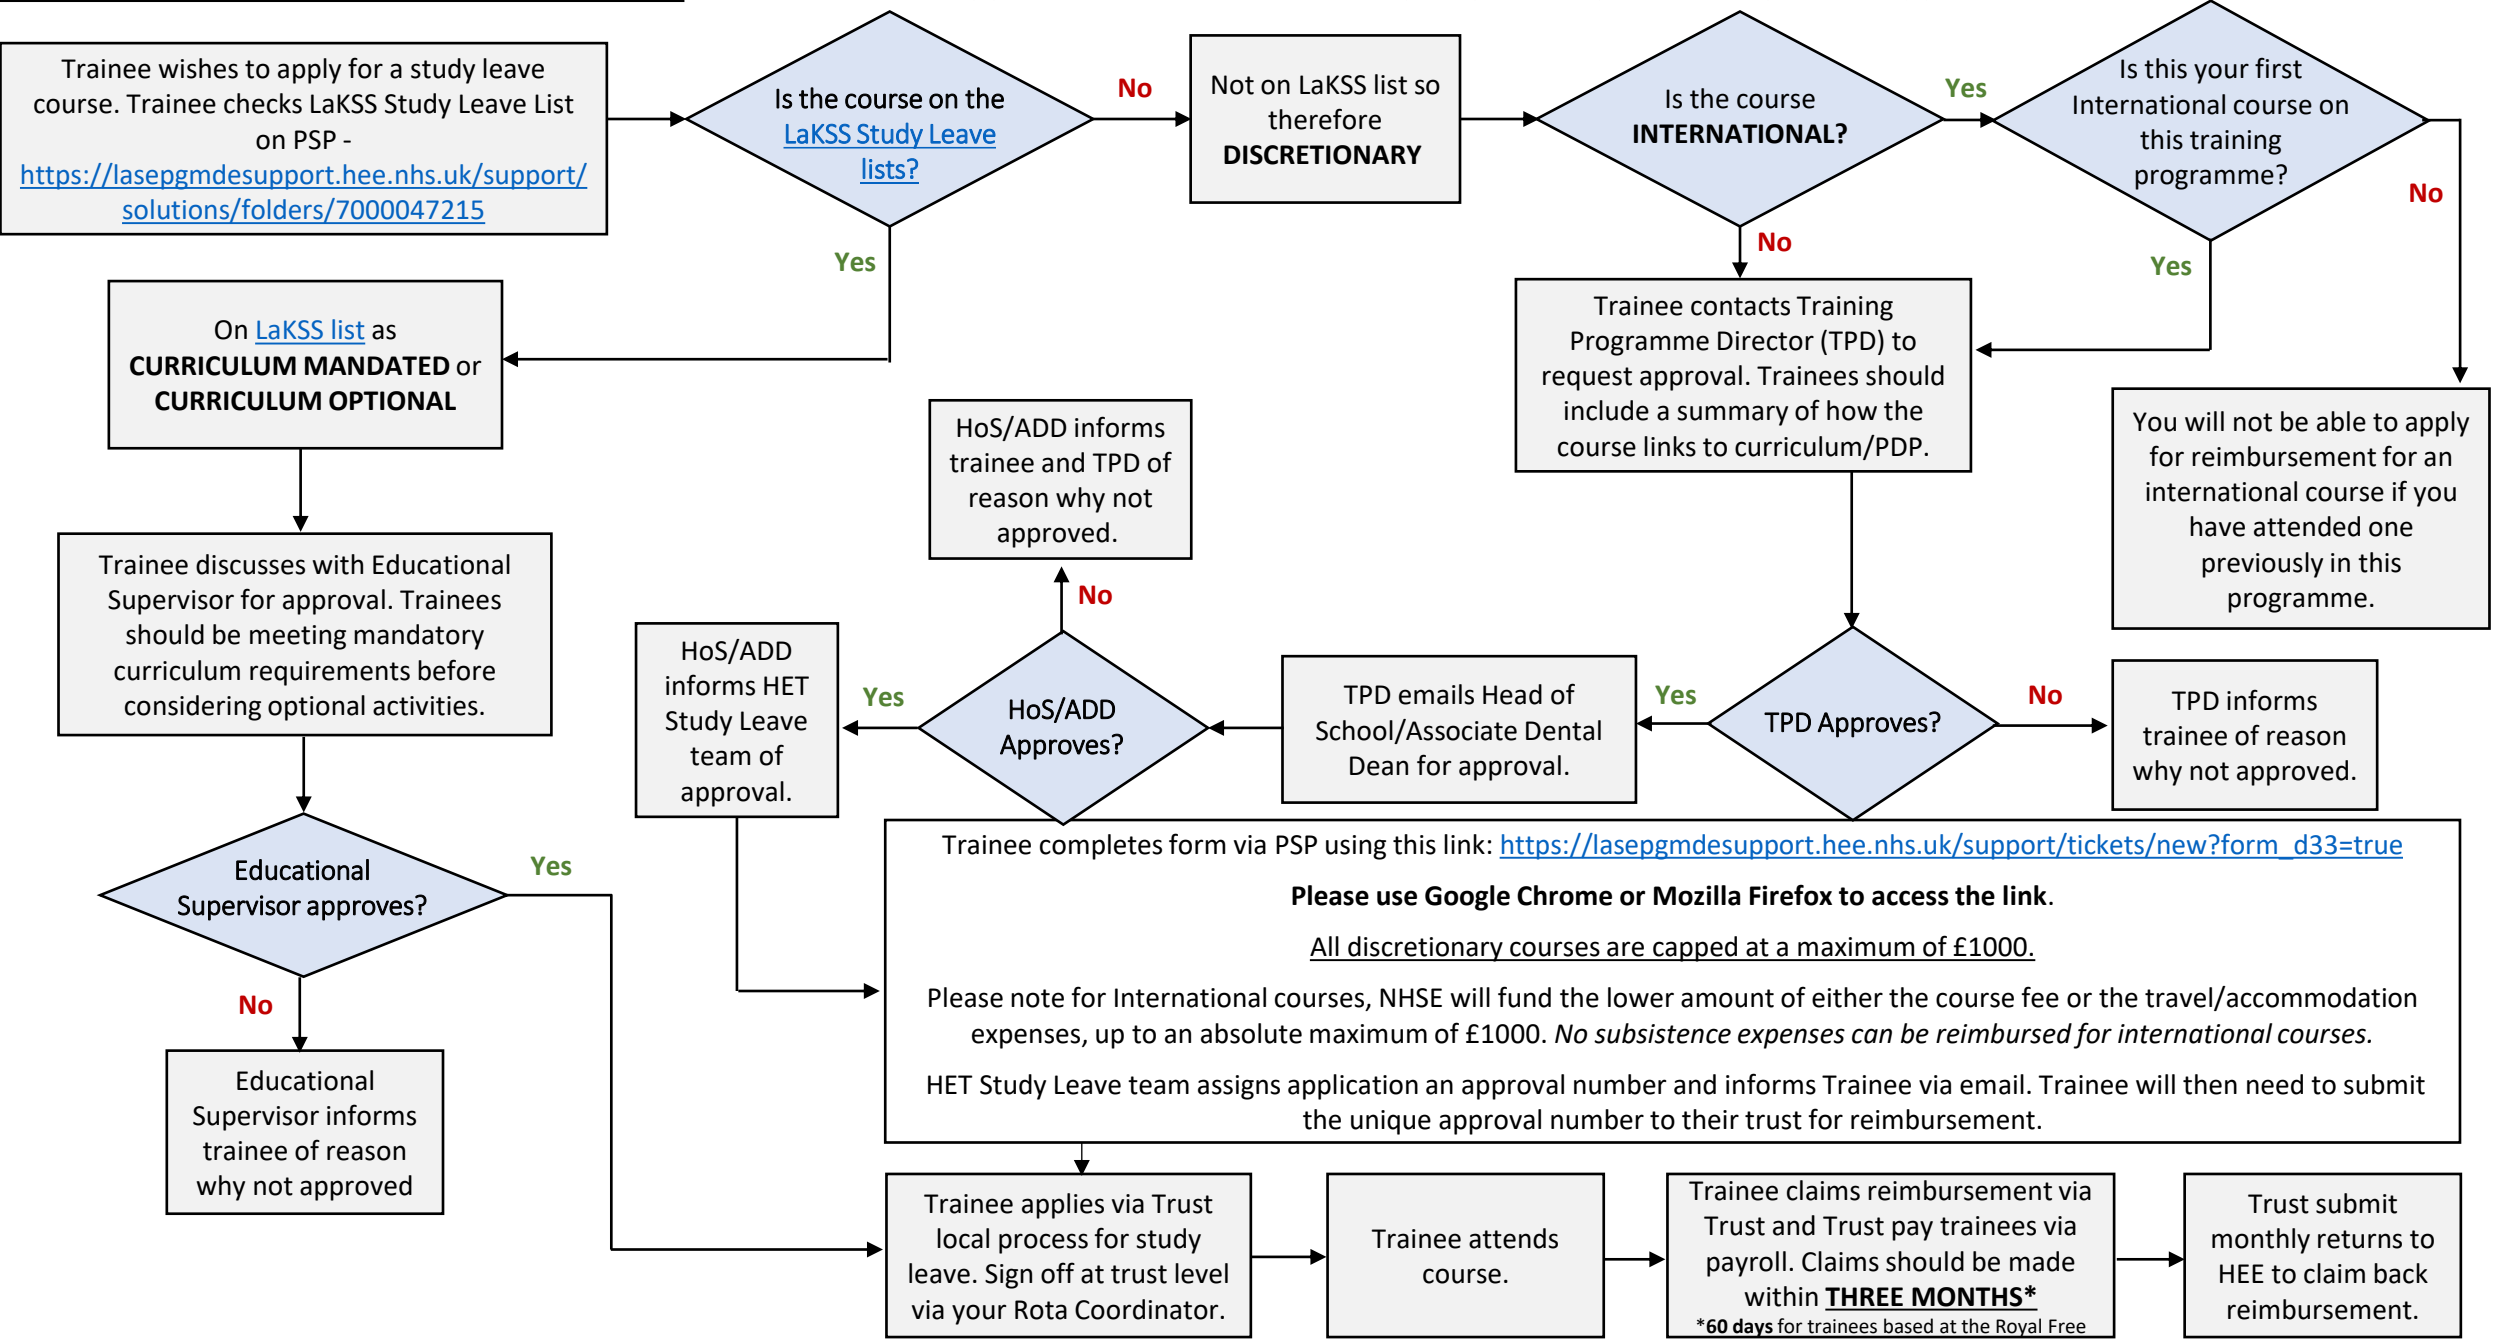 Trainee wishes to apply for a study leave
course. Trainee checks LaKSS Study Leave List
on PSP -
https://lasepgmdesupport.hee.nhs.uk/support/
solutions/folders/7000047215
Is the course on the
LaKSS Study Leave
lists?
No
Yes
Not on LaKSS list so
therefore
DISCRETIONARY
Is the course
INTERNATIONAL?
Yes
No
Is this your first
International course on
this training
programme?
No
Yes
On LaKSS list as
CURRICULUM MANDATED or
CURRICULUM OPTIONAL
Trainee contacts Training
Programme Director (TPD) to
request approval. Trainees should
include a summary of how the
course links to curriculum/PDP.
You will not be able to apply
for reimbursement for an
international course if you
have attended one
previously in this
programme.
HoS/ADD informs
trainee and TPD of
reason why not
approved.
No
Trainee discusses with Educational
Supervisor for approval. Trainees
should be meeting mandatory
curriculum requirements before
considering optional activities.
HoS/ADD
informs HET
Study Leave
team of
approval.
Yes
HoS/ADD
Approves?
TPD emails Head of
School/Associate Dental
Dean for approval.
Yes
TPD Approves?
No
TPD informs
trainee of reason
why not approved.
Educational
Supervisor approves?
Yes
No
Educational
Supervisor informs
trainee of reason
why not approved
Trainee completes form via PSP using this link: https://lasepgmdesupport.hee.nhs.uk/support/tickets/new?form_d33=true
Please use Google Chrome or Mozilla Firefox to access the link.
All discretionary courses are capped at a maximum of £1000.
Please note for International courses, NHSE will fund the lower amount of either the course fee or the travel/accommodation
expenses, up to an absolute maximum of £1000. No subsistence expenses can be reimbursed for international courses.
HET Study Leave team assigns application an approval number and informs Trainee via email. Trainee will then need to submit
the unique approval number to their trust for reimbursement.
Trainee applies via Trust
local process for study
leave. Sign off at trust level
via your Rota Coordinator.
Trainee attends
course.
Trainee claims reimbursement via
Trust and Trust pay trainees via
payroll. Claims should be made
within THREE MONTHS*
*60 days for trainees based at the Royal Free
Trust submit
monthly returns to
HEE to claim back
reimbursement.